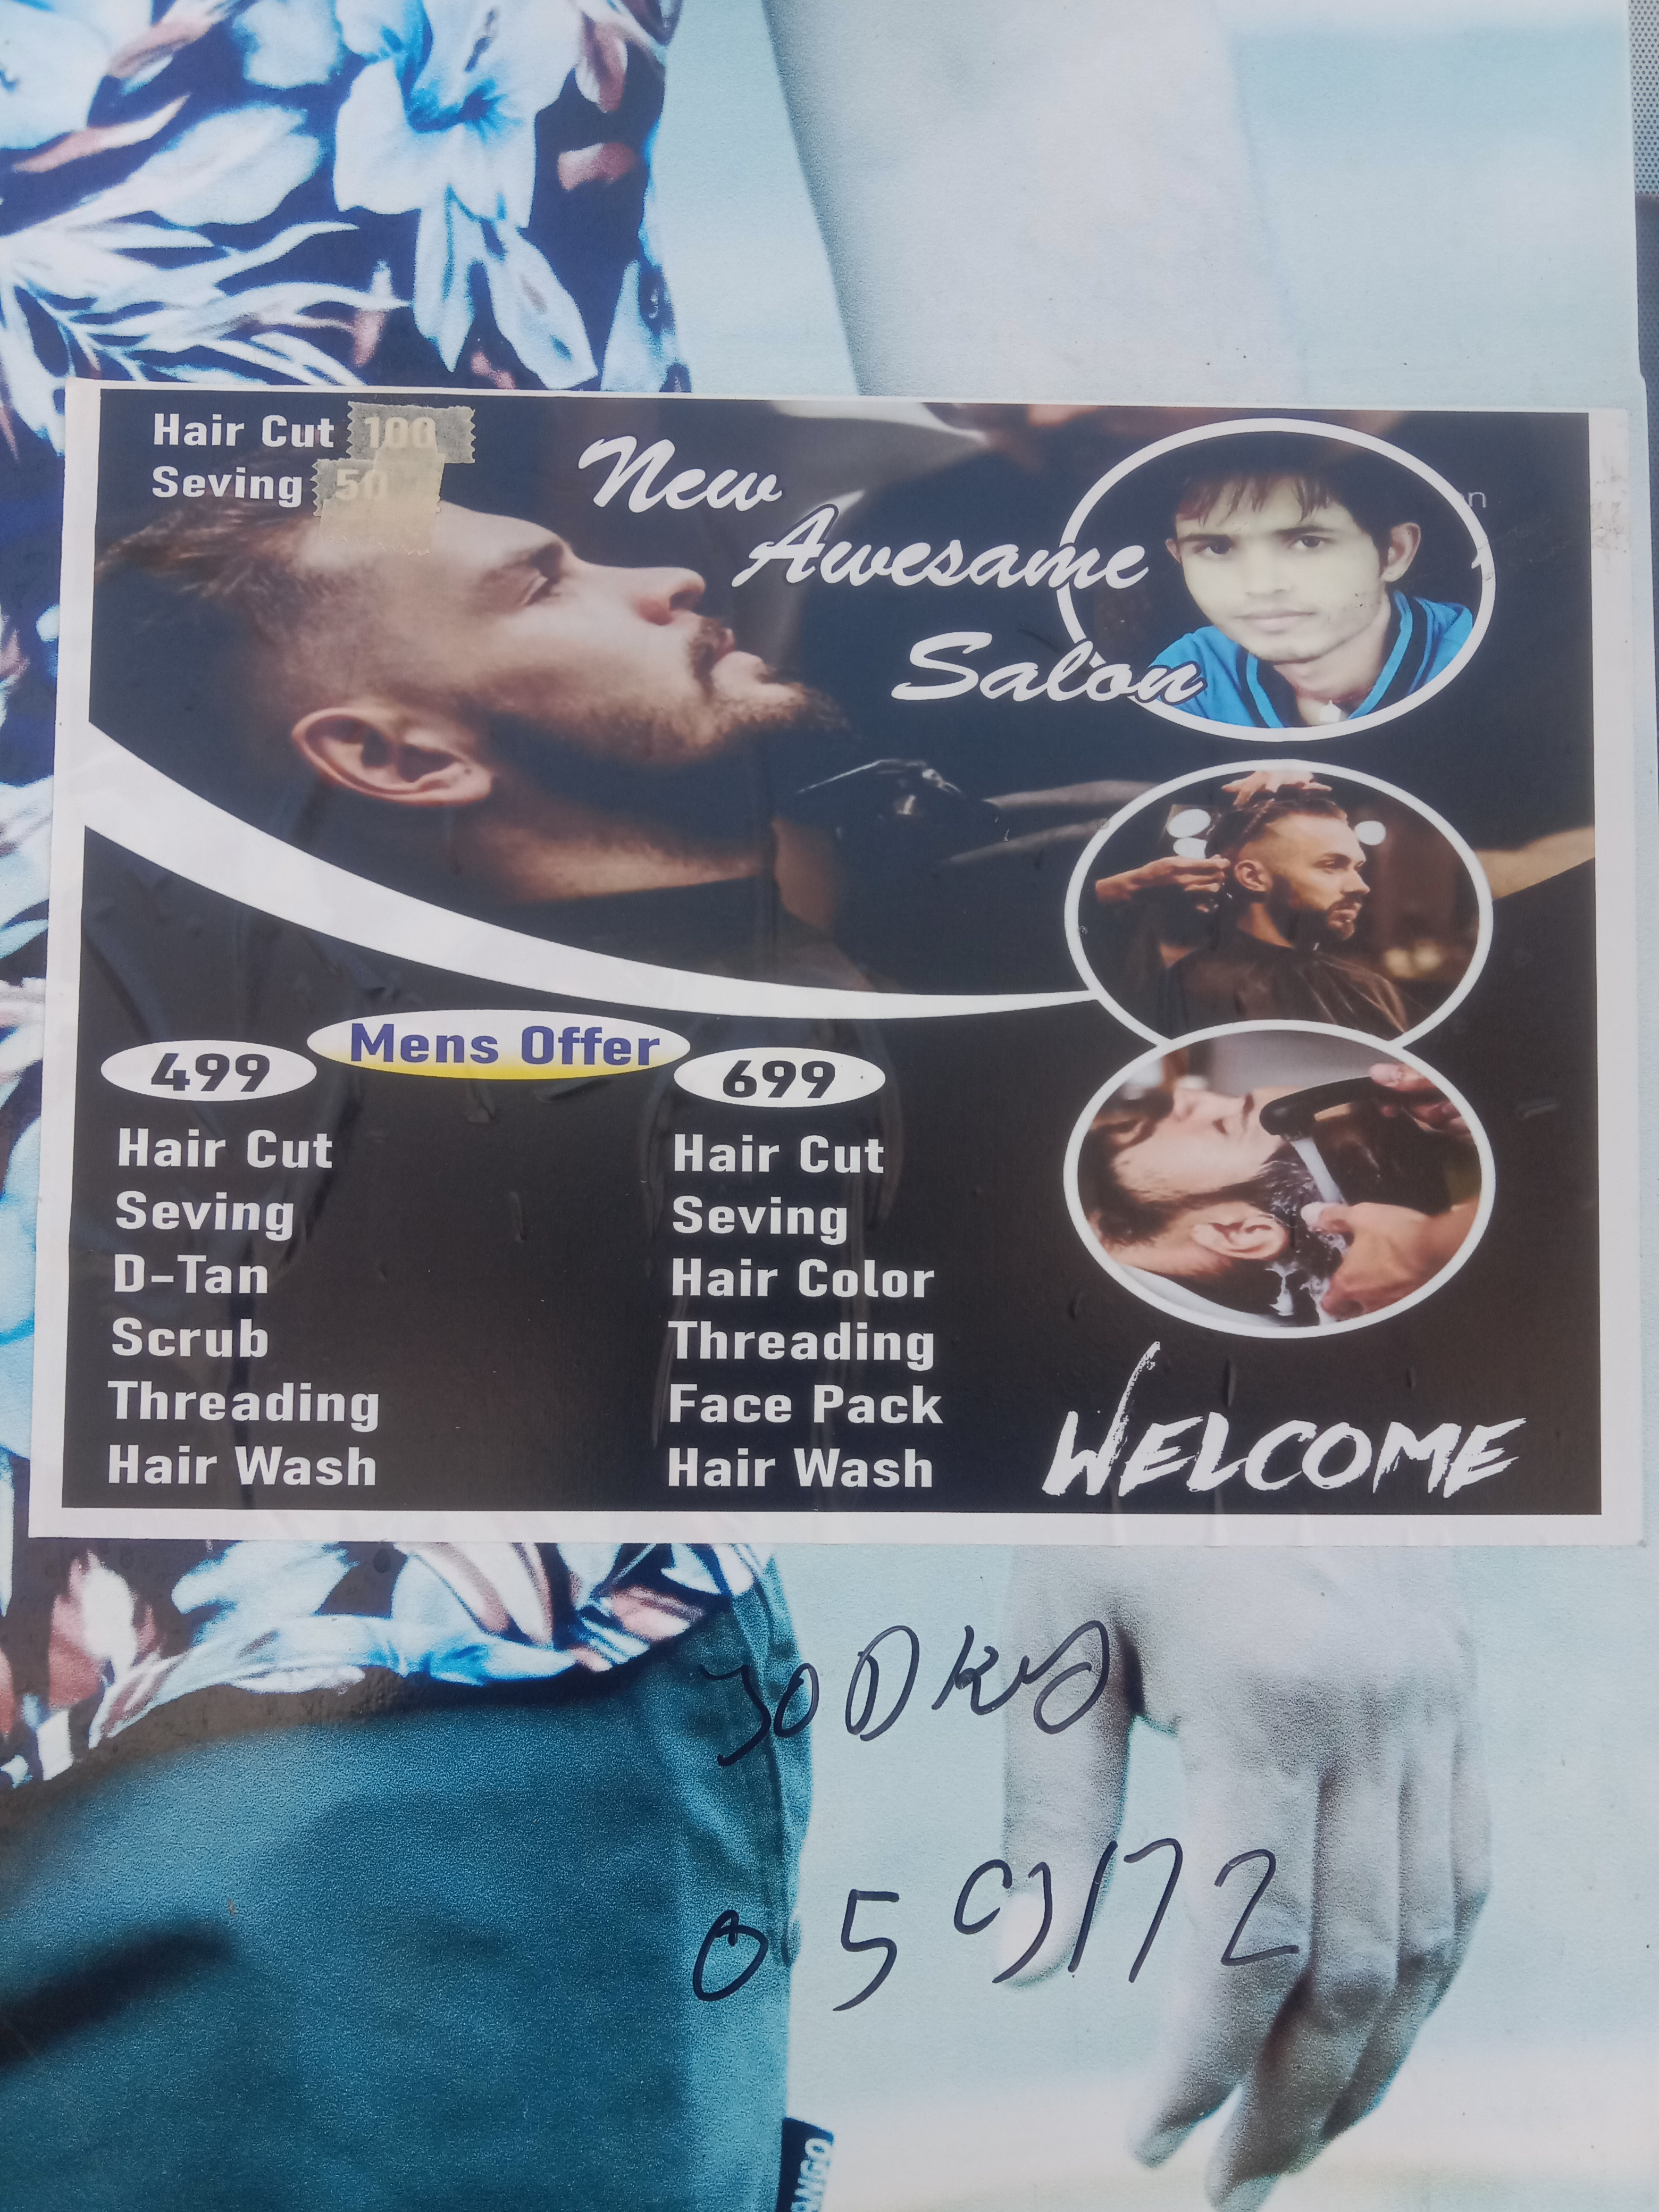 Hair Cut 100
Seving 50
New
Awesame
Salon
Mens Offer
499
Hair Cut
Seving
D-Tan
Scrub
Threading
Hair Wash
699
Hair Cut
Seving
Hair Color
Threading
Face Pack
Hair Wash
WELCOME
059172